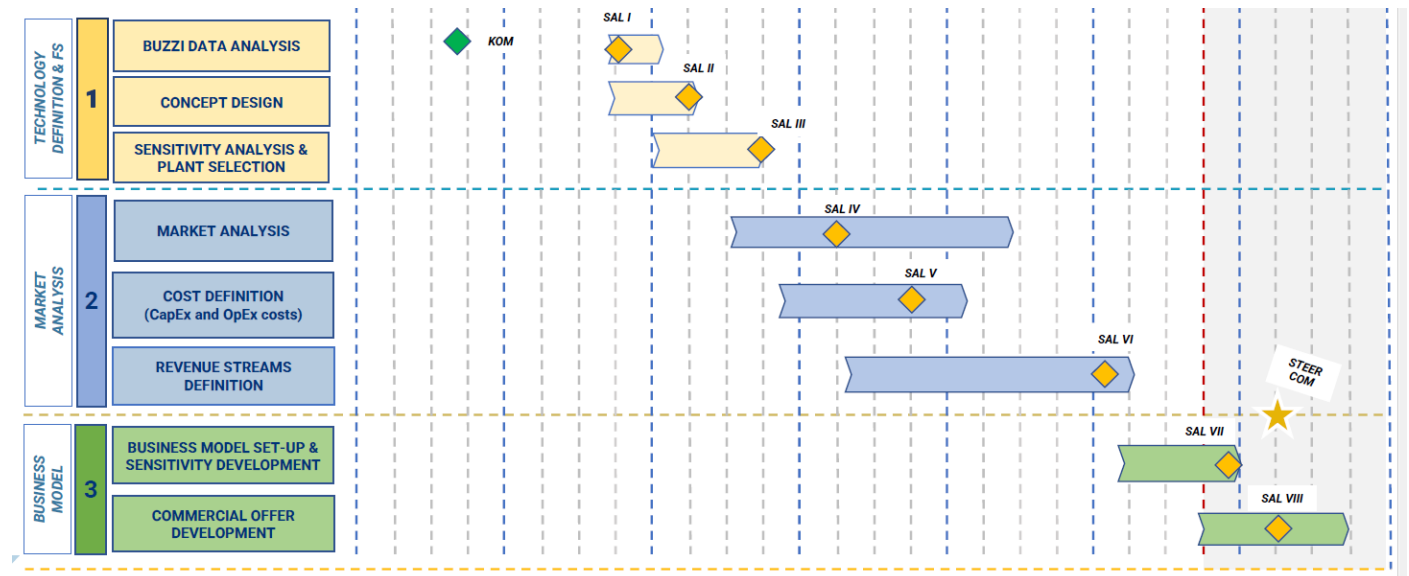 TECHNOLOGY
DEFINITION & FS
1
BUZZI DATA ANALYSIS
CONCEPT DESIGN
SENSITIVITY ANALYSIS &
PLANT SELECTION
KOM
SAL I
SAL II
SAL III
MARKET
ANALYSIS
2
MARKET ANALYSIS
COST DEFINITION
(CapEx and OpEx costs)
REVENUE STREAMS
DEFINITION
SAL IV
SAL V
SAL VI
STEER
COM
BUSINESS
MODEL
3
BUSINESS MODEL SET-UP &
SENSITIVITY DEVELOPMENT
COMMERCIAL OFFER
DEVELOPMENT
SAL VII
SAL VIII